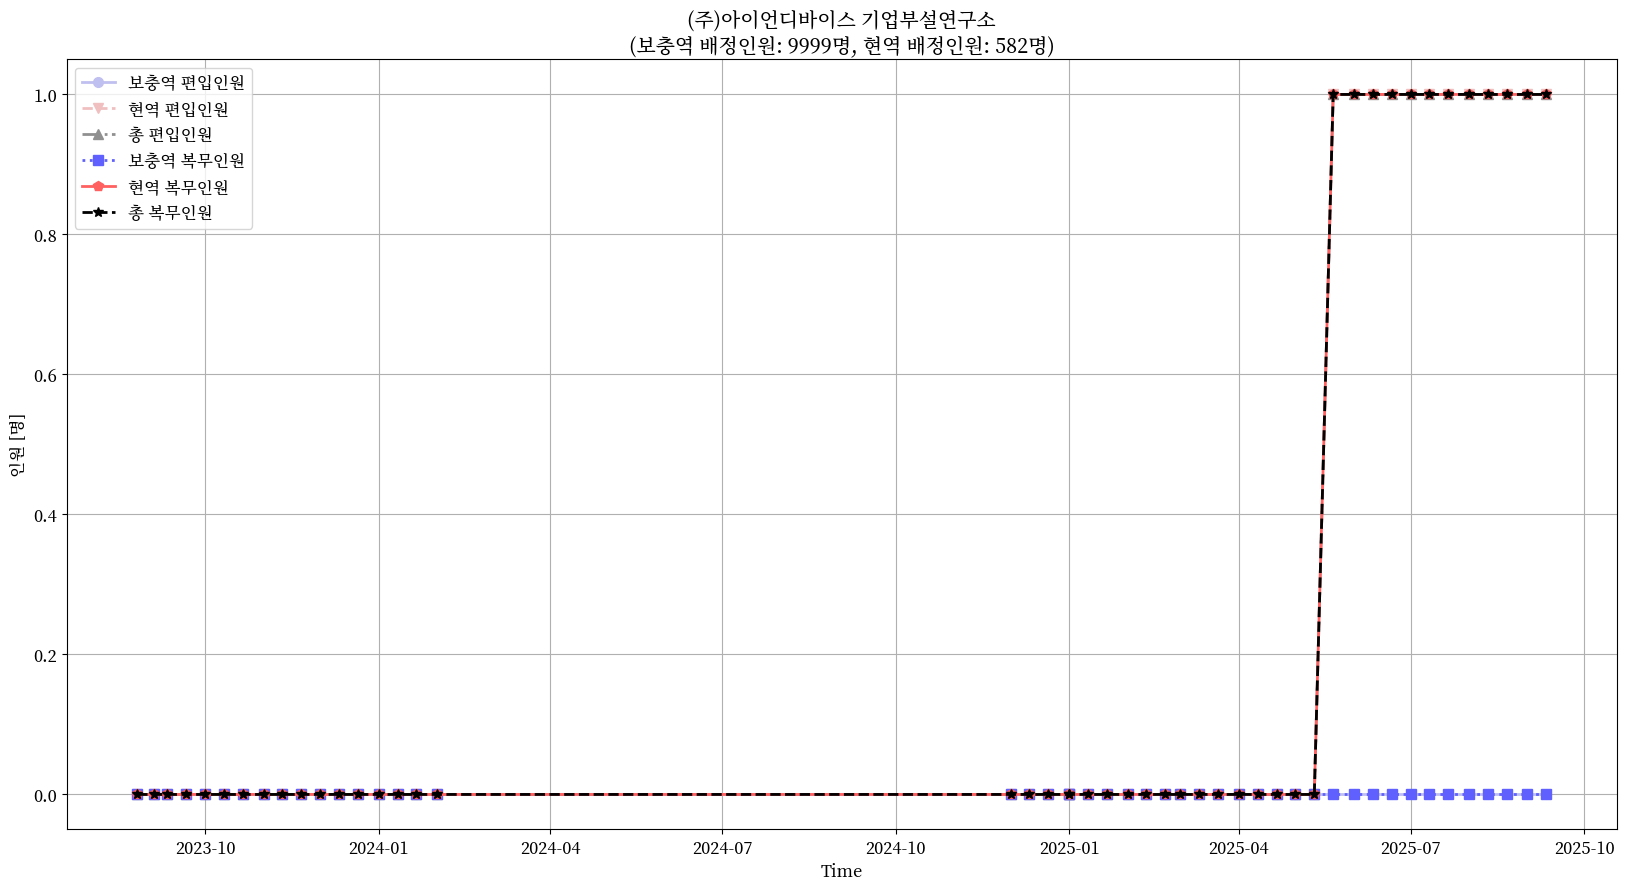 (주)아이언디바이스 기업부설연구소
(보충역 배정인원: 9999명, 현역 배정인원: 582명)
보충역 편입인원
현역 편입인원
총 편입인원
보충역 복무인원
현역 복무인원
총 복무인원
인원 [명]
1.0
0.8
0.6
0.4
0.2
0.0
2023-10
2024-01
2024-04
2024-07
2024-10
2025-01
2025-04
2025-07
2025-10
Time